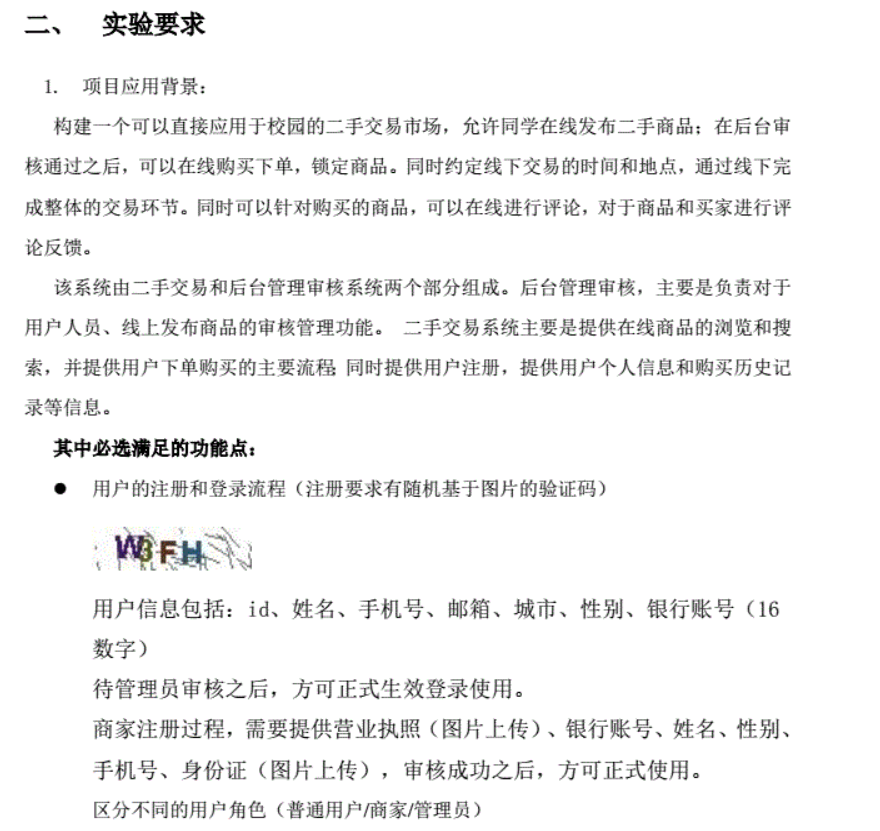 二、 实验要求
1. 项目应用背景：
构建一个可以直接应用于校园的二手交易市场，允许同学在线发布二手商品；在后台审
核通过之后，可以在线购买下单，锁定商品。同时约定线下交易的时间和地点，通过线下完
成整体的交易环节。同时可以针对购买的商品，可以在线进行评论，对于商品和买家进行评
论反馈。
该系统由二手交易和后台管理审核系统两个部分组成。后台管理审核，主要是负责对于
用户人员、线上发布商品的审核管理功能。 二手交易系统主要是提供在线商品的浏览和搜
索，并提供用户下单购买的主要流程 同时提供用户注册，提供用户个人信息和购买历史记
录等信息。
其中必选满足的功能点：
● 用户的注册和登录流程（注册要求有随机基于图片的验证码）
W3FH
用户信息包括：id、姓名、手机号、邮箱、城市、性别、银行账号（16
数字）
待管理员审核之后，方可正式生效登录使用。
商家注册过程，需要提供营业执照（图片上传）、银行账号、姓名、性别、
手机号、身份证（图片上传），审核成功之后，方可正式使用。
区分不同的用户角色（普通用户/商家/管理员）